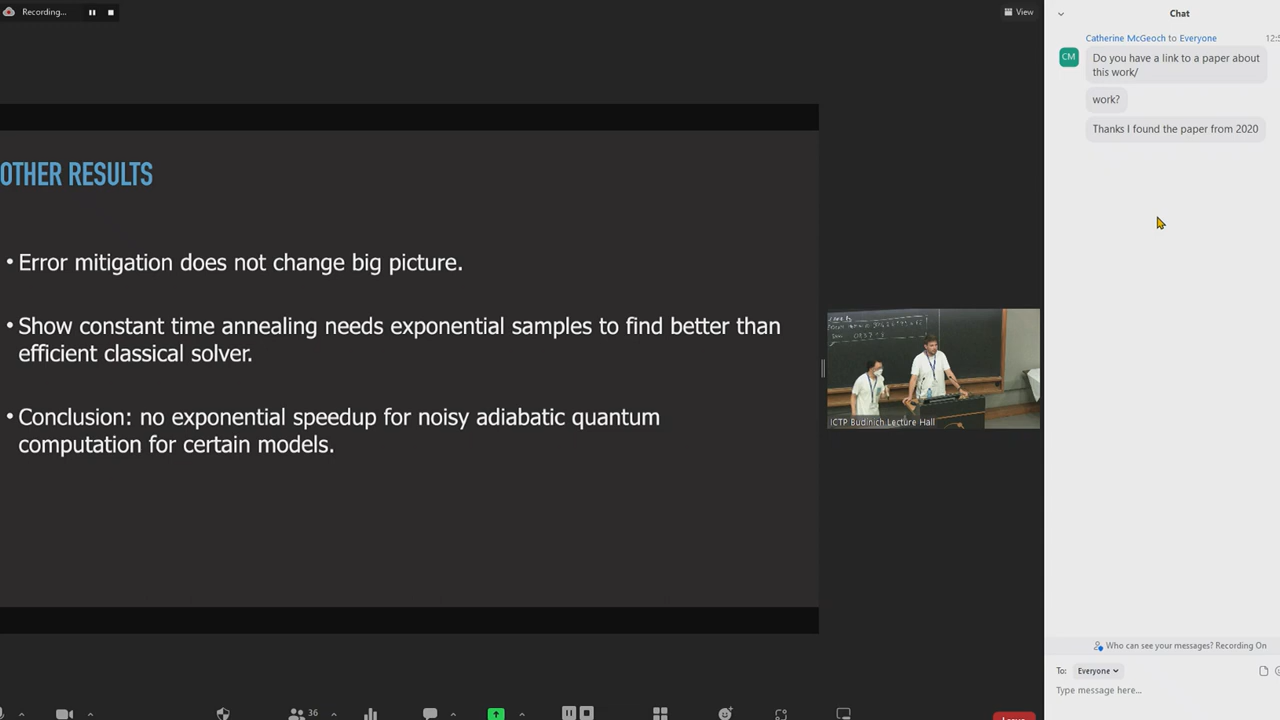 Recording...
View
OTHER RESULTS
• Error mitigation does not change big picture.
• Show constant time annealing needs exponential samples to find better than
efficient classical solver.
• Conclusion: no exponential speedup for noisy adiabatic quantum
computation for certain models.
ICTP Budinich Lecture Hall
36
Chat
Catherine McGeoch to Everyone
CM
Do you have a link to a paper about
this work/
work?
Thanks I found the paper from 2020
Who can see your messages? Recording On
To: Everyone
Type message here...